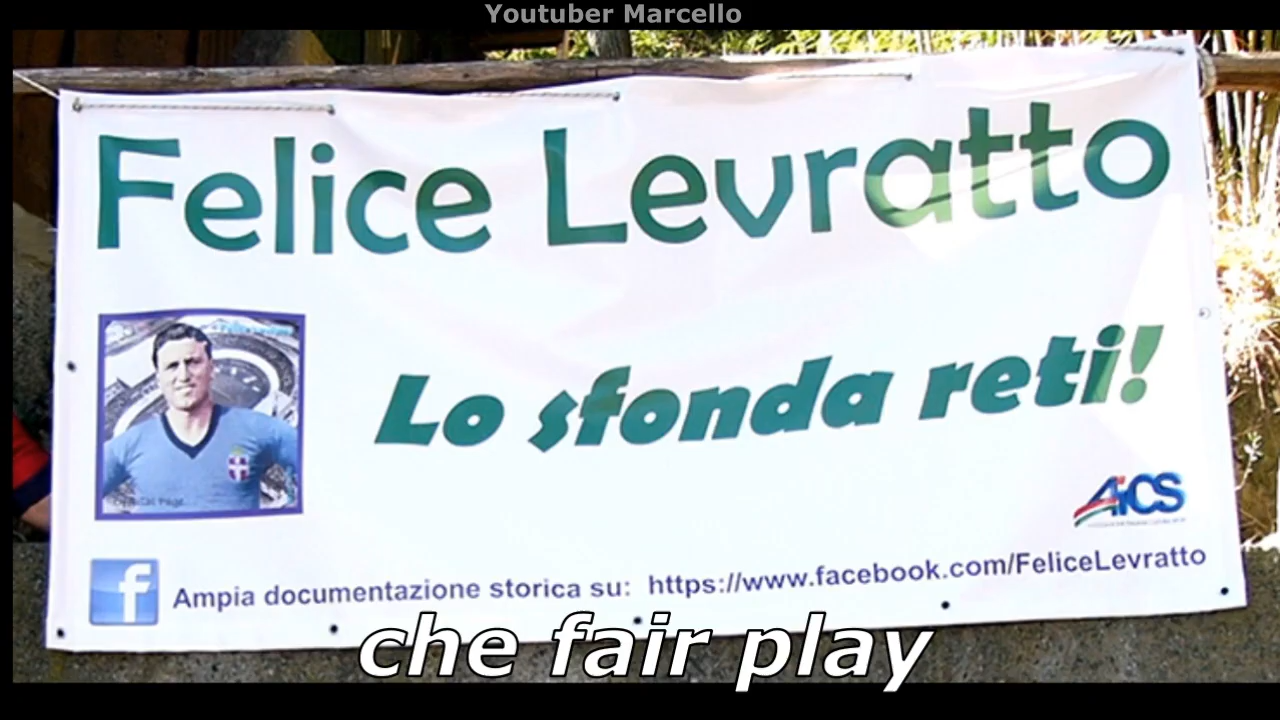 Youtuber Marcello
Felice Levratto
Lo sfonda reti!
AiCS
Ampia documentazione storica su: https://www.facebook.com/FeliceLevratto
che fair play